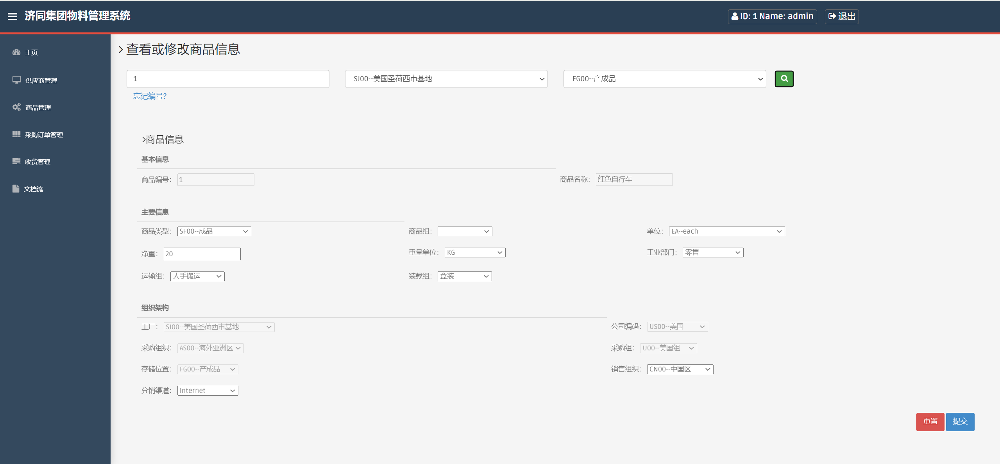 济同集团物料管理系统
ID: 1 Name: admin
退出
主页
供应商管理
商品管理
采购订单管理
收货管理
文档流
查看或修改商品信息
1
SJ00--美国圣荷西市基地
FG00--产成品
忘记编号?
>商品信息
基本信息
商品编号: 1
商品名称: 红色自行车
主要信息
商品类型: SF00--成品
商品组:
单位: EA--each
净重: 20
重量单位: KG
工业部门: 零售
运输组: 人手搬运
装载组: 盒装
组织架构
工厂: SJ00--美国圣荷西市基地
公司编码: US00--美国
采购组织: AS00--海外亚洲区
采购组: U00--美国组
存储位置: FG00--产成品
销售组织: CN00--中国区
分销渠道: Internet
重置
提交